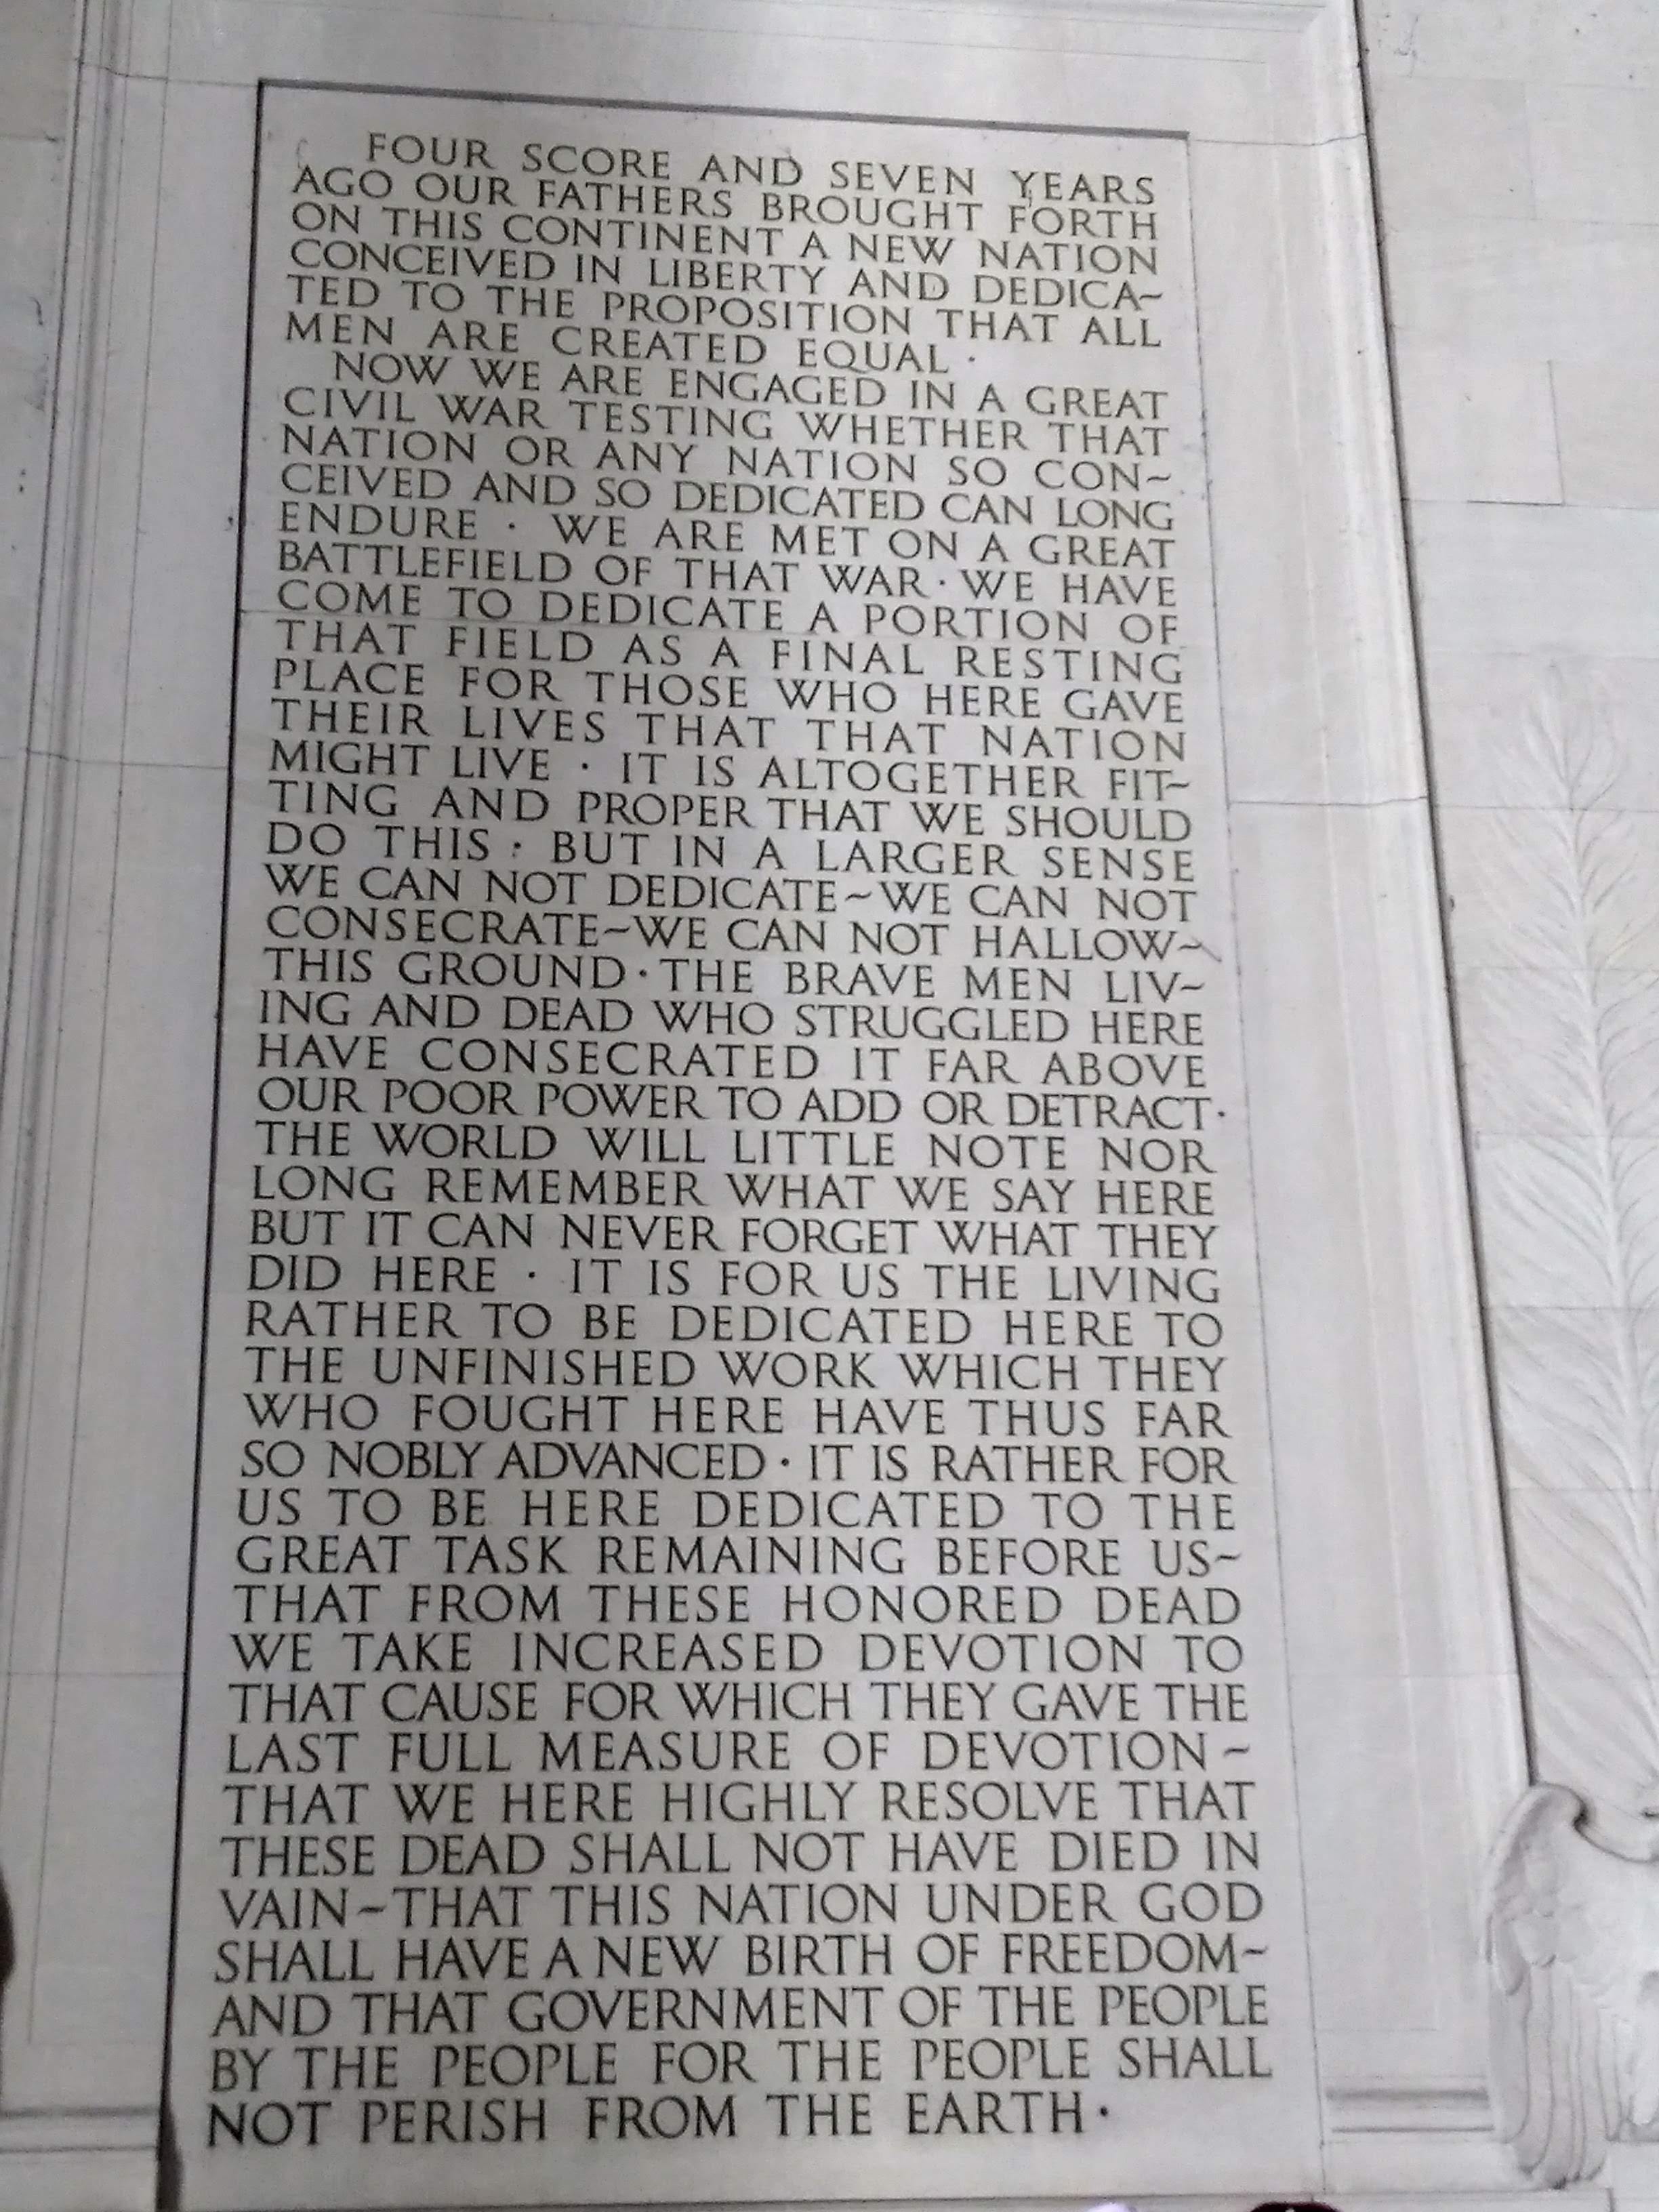 FOUR SCORE AND SEVEN YEARS
AGO OUR FATHERS BROUGHT FORTH
ON THIS CONTINENT A NEW NATION
CONCEIVED IN LIBERTY AND DEDICA~
TED TO THE PROPOSITION THAT ALL
MEN ARE CREATED EQUAL ·
NOW WE ARE ENGAGED IN A GREAT
CIVIL WAR TESTING WHETHER THAT
NATION OR ANY NATION SO CON~
CEIVED AND SO DEDICATED CAN LONG
ENDURE · WE ARE MET ON A GREAT
BATTLEFIELD OF THAT WAR · WE HAVE
COME TO DEDICATE A PORTION OF
THAT FIELD AS A FINAL RESTING
PLACE FOR THOSE WHO HERE GAVE
THEIR LIVES THAT THAT NATION
MIGHT LIVE · IT IS ALTOGETHER FIT~
TING AND PROPER THAT WE SHOULD
DO THIS · BUT IN A LARGER SENSE
WE CAN NOT DEDICATE~WE CAN NOT
CONSECRATE~WE CAN NOT HALLOW~
THIS GROUND · THE BRAVE MEN LIV~
ING AND DEAD WHO STRUGGLED HERE
HAVE CONSECRATED IT FAR ABOVE
OUR POOR POWER TO ADD OR DETRACT ·
THE WORLD WILL LITTLE NOTE NOR
LONG REMEMBER WHAT WE SAY HERE
BUT IT CAN NEVER FORGET WHAT THEY
DID HERE · IT IS FOR US THE LIVING
RATHER TO BE DEDICATED HERE TO
THE UNFINISHED WORK WHICH THEY
WHO FOUGHT HERE HAVE THUS FAR
SO NOBLY ADVANCED · IT IS RATHER FOR
US TO BE HERE DEDICATED TO THE
GREAT TASK REMAINING BEFORE US~
THAT FROM THESE HONORED DEAD
WE TAKE INCREASED DEVOTION TO
THAT CAUSE FOR WHICH THEY GAVE THE
LAST FULL MEASURE OF DEVOTION ~
THAT WE HERE HIGHLY RESOLVE THAT
THESE DEAD SHALL NOT HAVE DIED IN
VAIN~THAT THIS NATION UNDER GOD
SHALL HAVE A NEW BIRTH OF FREEDOM~
AND THAT GOVERNMENT OF THE PEOPLE
BY THE PEOPLE FOR THE PEOPLE SHALL
NOT PERISH FROM THE EARTH ·